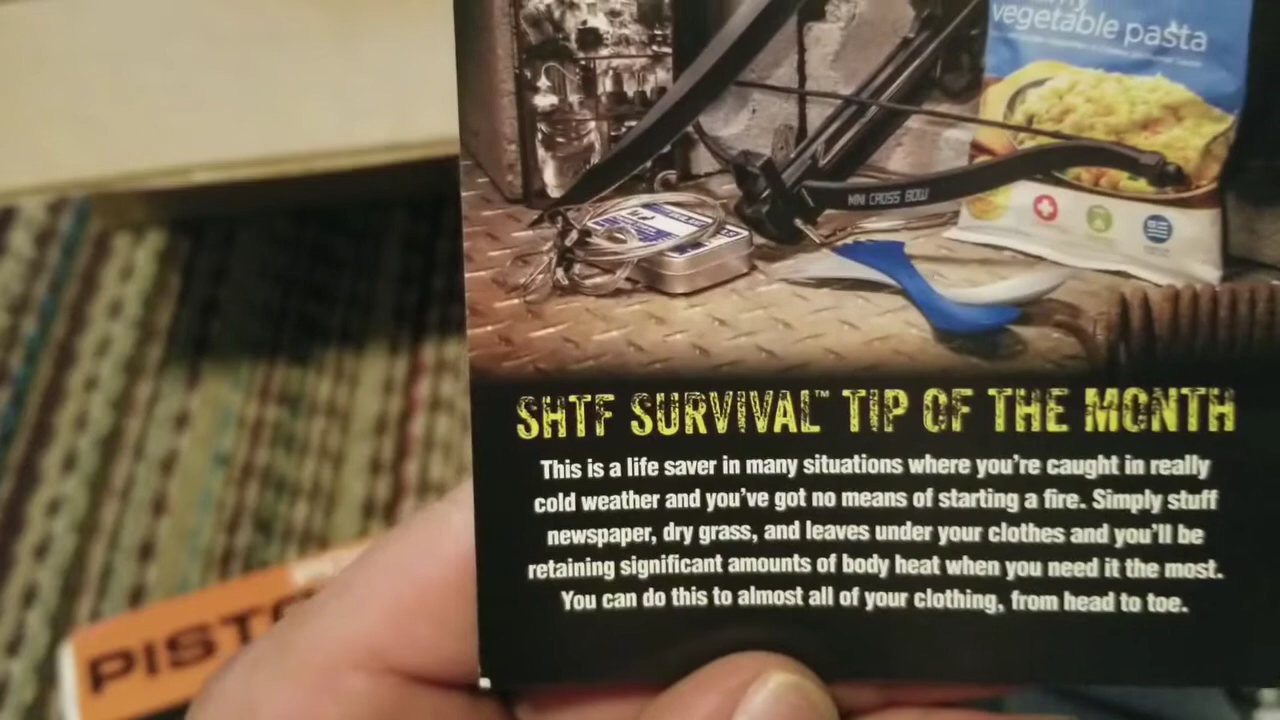 vegetable pasta
MINI CROSS BOW
SHTF SURVIVAL™ TIP OF THE MONTH
This is a life saver in many situations where you're caught in really
cold weather and you've got no means of starting a fire. Simply stuff
newspaper, dry grass, and leaves under your clothes and you'll be
retaining significant amounts of body heat when you need it the most.
You can do this to almost all of your clothing, from head to toe.